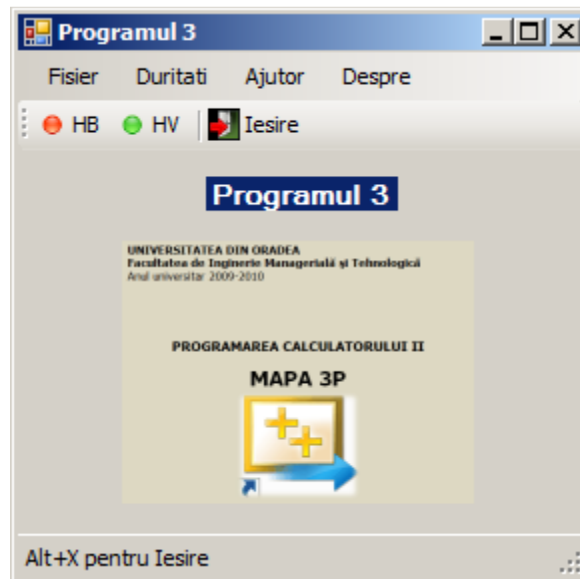 Programul 3
Fisier Duritati Ajutor Despre
HB HV Iesire
Programul 3
UNIVERSITATEA DIN ORADEA
Facultatea de Inginerie Managerială și Tehnologică
Anul universitar 2009-2010
PROGRAMAREA CALCULATORULUI II
MAPA 3P
Alt+X pentru Iesire